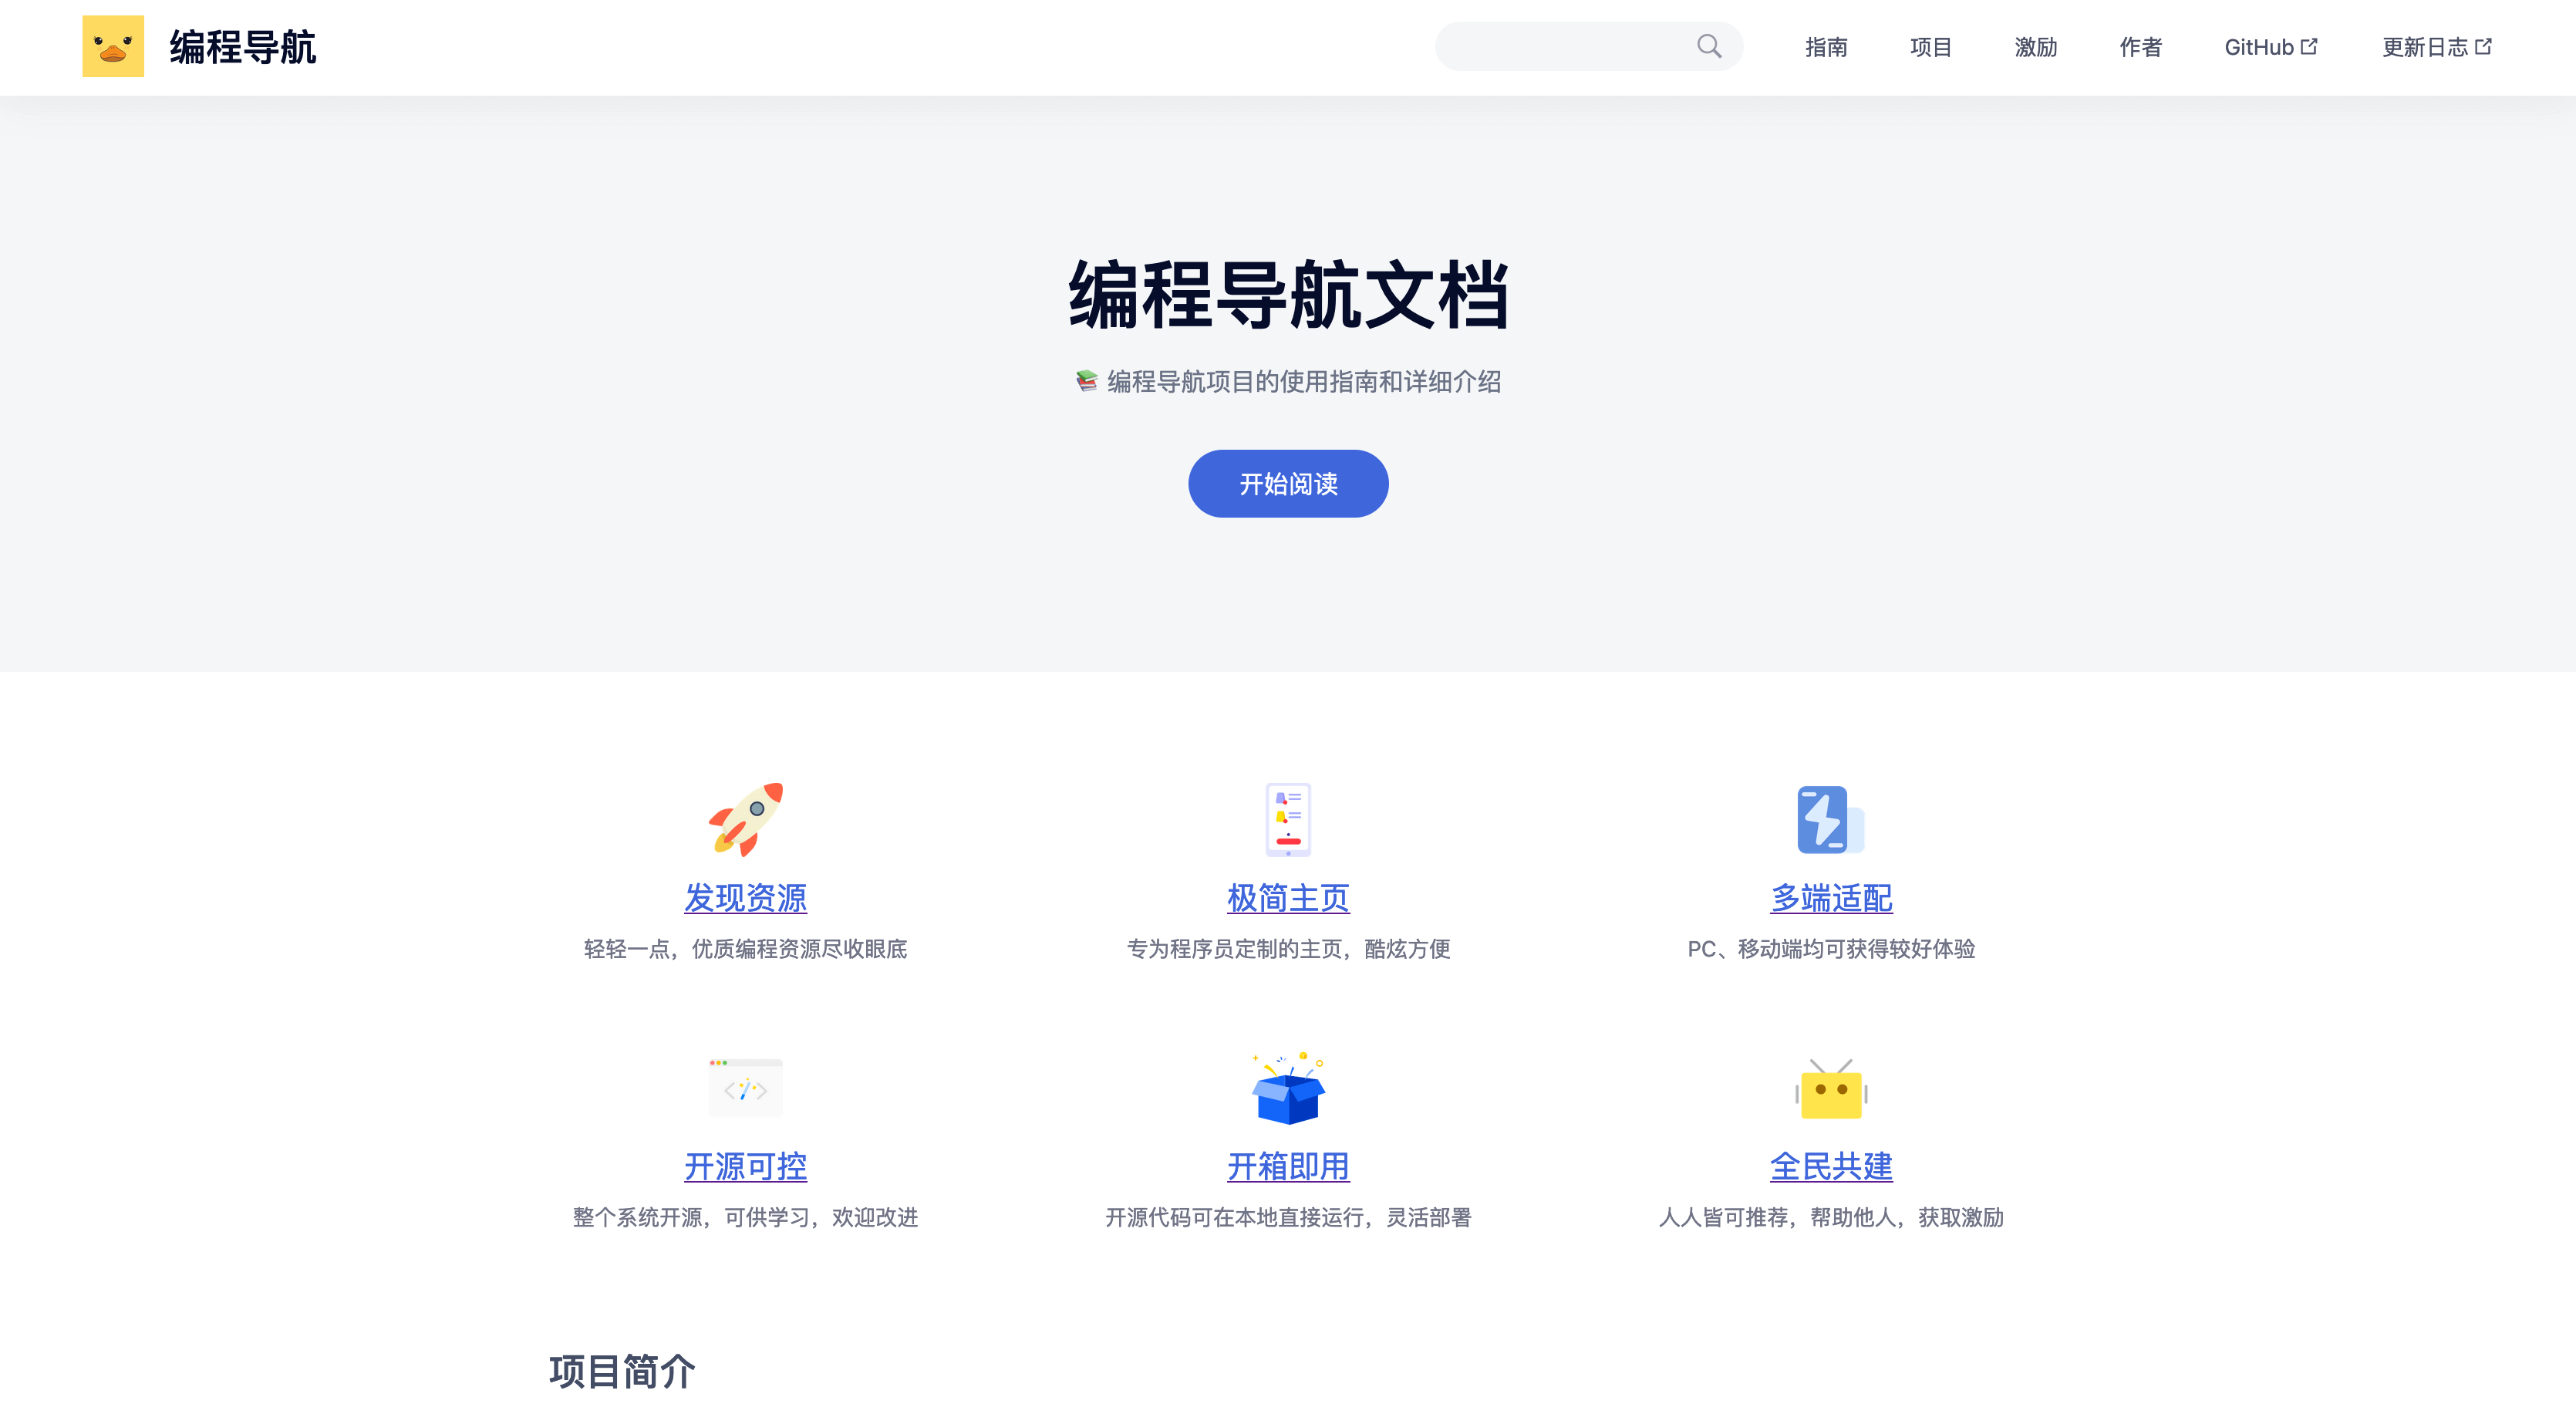 编程导航
指南 项目 激励 作者 GitHub 更新日志
编程导航文档
📚 编程导航项目的使用指南和详细介绍
开始阅读
发现资源 极简主页 多端适配
轻轻一点，优质编程资源尽收眼底 专为程序员定制的主页，酷炫方便 PC、移动端均可获得较好体验
开源可控 开箱即用 全民共建
整个系统开源，可供学习，欢迎改进 开源代码可在本地直接运行，灵活部署 人人皆可推荐，帮助他人，获取激励
项目简介